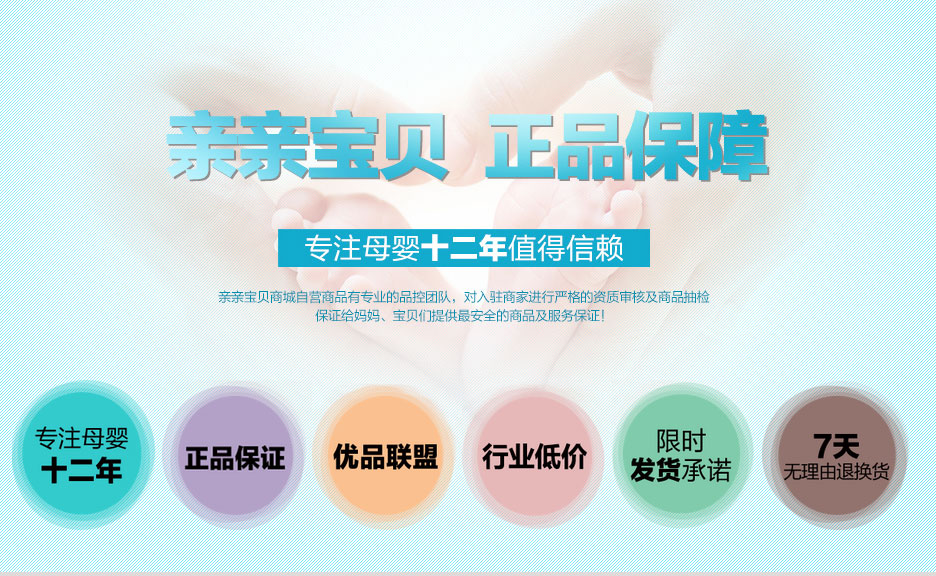 亲亲宝贝 正品保障
专注母婴十二年值得信赖
亲亲宝贝商城自营商品有专业的品控团队，对入驻商家进行严格的资质审核及商品抽检
保证给妈妈、宝贝们提供最安全的商品及服务保证！
专注母婴
十二年
正品保证
优品联盟
行业低价
限时
发货承诺
7天
无理由退换货